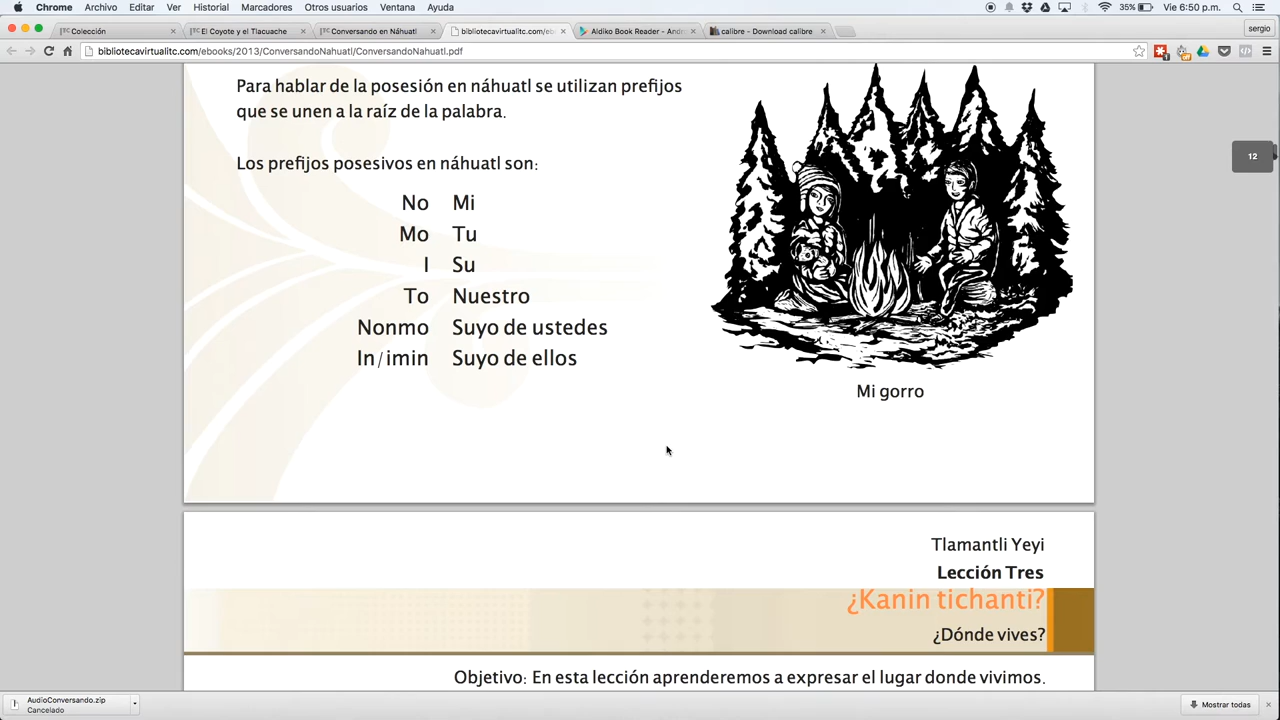 Chrome Archivo Editar Ver Historial Marcadores Otros usuarios Ventana Ayuda 35% Vie 6:50 p.m.
Colección El Coyote y el Tlacuache Conversando en Náhuatl bibliotecavirtualitc.com/e Aldiko Book Reader - Andr calibre - Download calibre sergio
bibliotecavirtualitc.com/ebooks/2013/ConversandoNahuatl/ConversandoNahuatl.pdf
Para hablar de la posesión en náhuatl se utilizan prefijos
que se unen a la raíz de la palabra.
12
Los prefijos posesivos en náhuatl son:
No Mi
Mo Tu
I Su
To Nuestro
Nonmo Suyo de ustedes
In/imin Suyo de ellos
Mi gorro
Tlamantli Yeyi
Lección Tres
¿Kanin tichanti?
¿Dónde vives?
Objetivo: En esta lección aprenderemos a expresar el lugar donde vivimos.
AudioConversando.zip
Cancelado
Mostrar todas